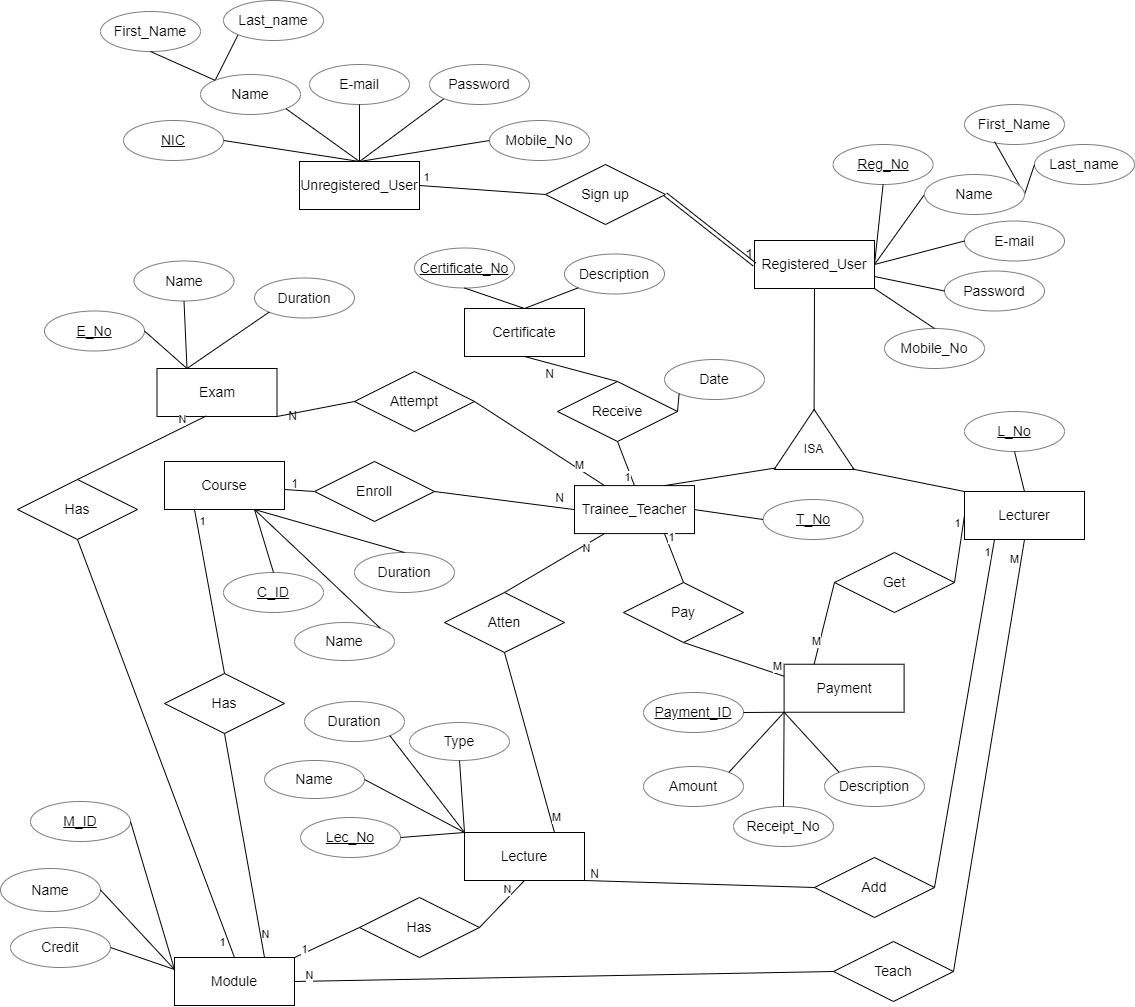 Last_name
First_Name
E-mail
Password
Name
First_Name
NIC
Mobile_No
Reg_No
Last_name
Unregistered_User
1
Sign up
Name
E-mail
1
Registered_User
Certificate_No
Description
Name
Password
Duration
E_No
Certificate
Mobile_No
N
Date
Exam
Attempt
Receive
N
N
L_No
ISA
M
1
Course
1
Enroll
N
Trainee_Teacher
Has
T_No
Lecturer
1
1
1
N
1
M
Duration
Get
C_ID
Pay
Atten
Name
M
M
Payment
Has
Payment_ID
Duration
Type
Name
Amount
Description
M_ID
M
Receipt_No
Lec_No
Lecture
N
N
Add
Name
Has
N
1
1
Credit
Module
N
Teach